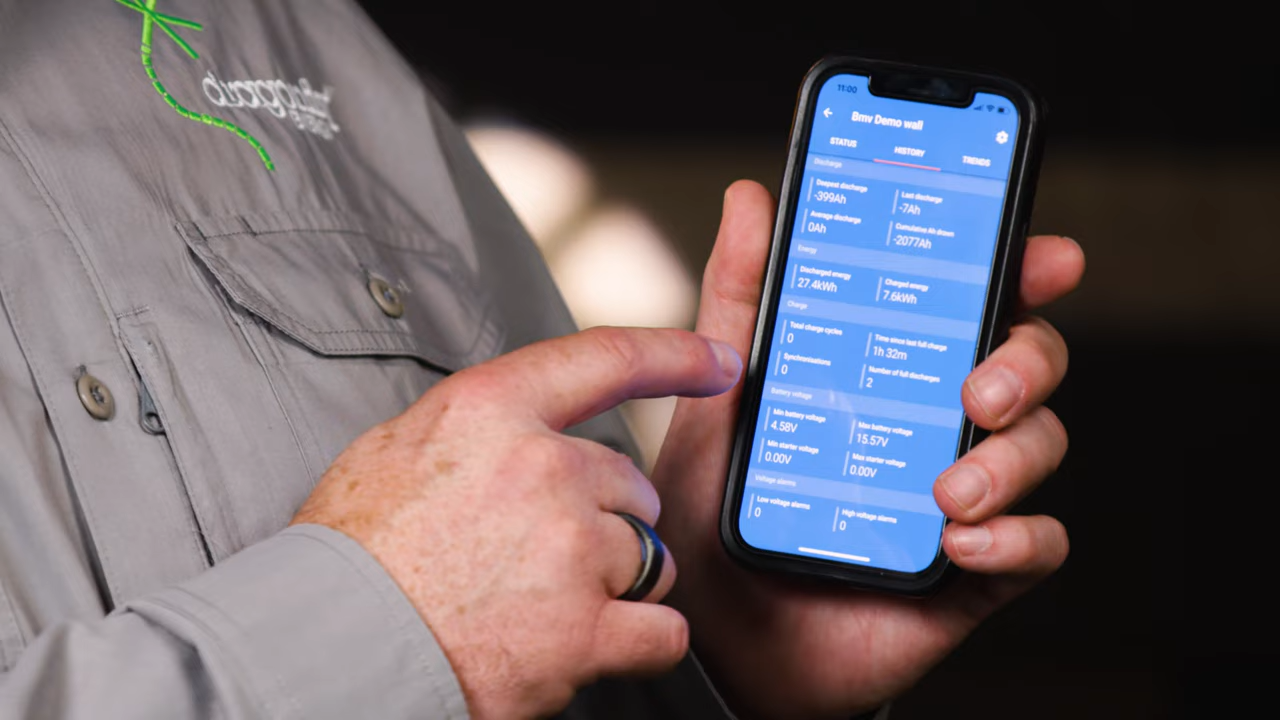 11:00
Bmv Demo wall
STATUS HISTORY TRENDS
Discharge
Deepest discharge Last discharge
-399Ah -7Ah
Average discharge Cumulative Ah drawn
0Ah -2077Ah
Energy
Discharged energy Charged energy
27.4kWh 7.6kWh
Charge
Total charge cycles Time since last full charge
0 1h 32m
Synchronisations Number of full discharges
0 2
Battery voltage
Min battery voltage Max battery voltage
4.58V 15.57V
Min starter voltage Max starter voltage
0.00V 0.00V
Voltage alarms
Low voltage alarms High voltage alarms
0 0